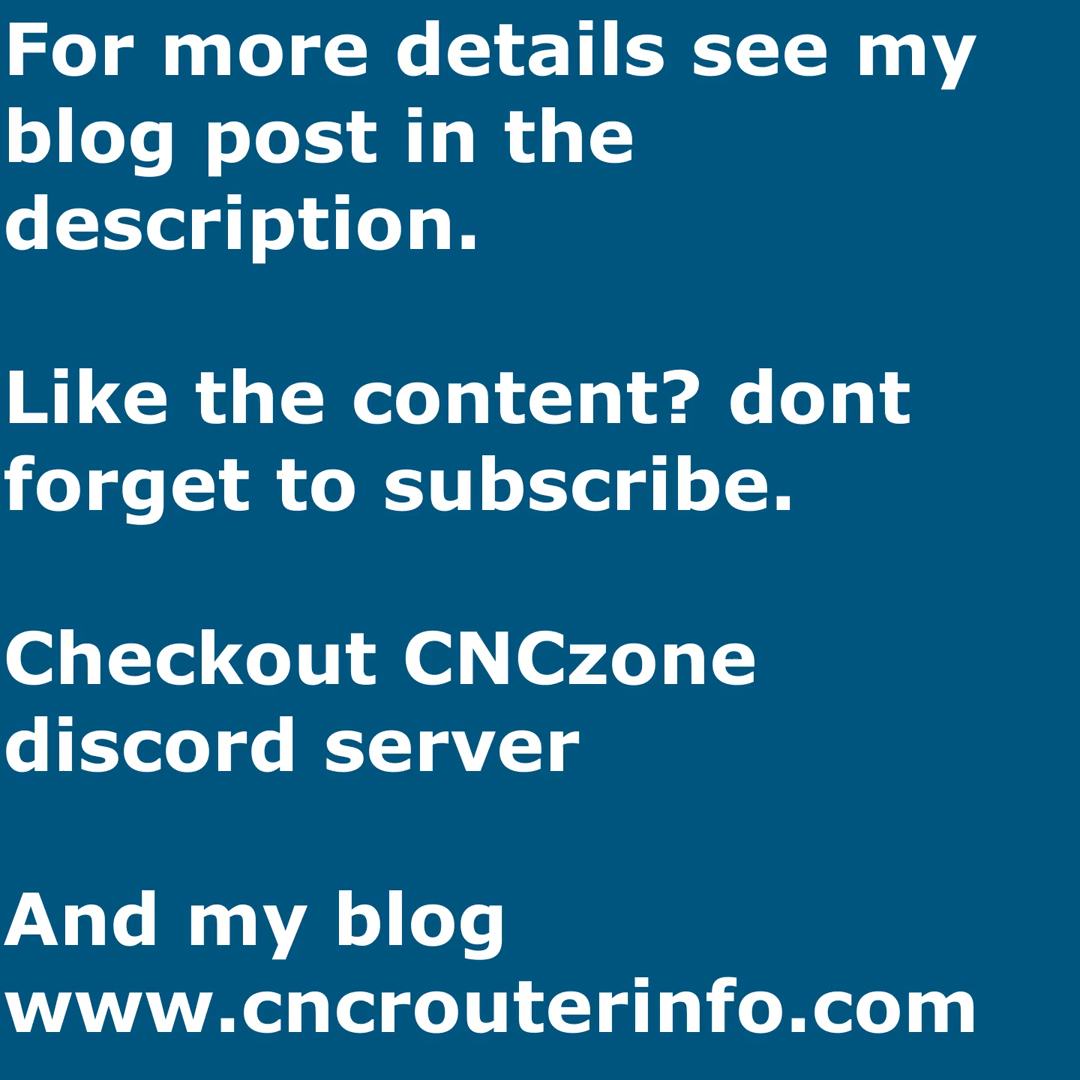 For more details see my
blog post in the
description.
Like the content? dont
forget to subscribe.
Checkout CNCzone
discord server
And my blog
www.cncrouterinfo.com